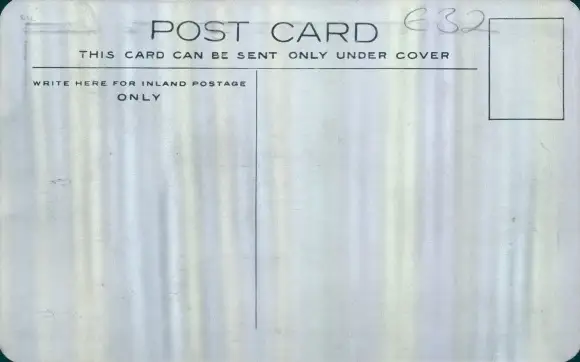 POST CARD
E32
THIS CARD CAN BE SENT ONLY UNDER COVER
WRITE HERE FOR INLAND POSTAGE
ONLY